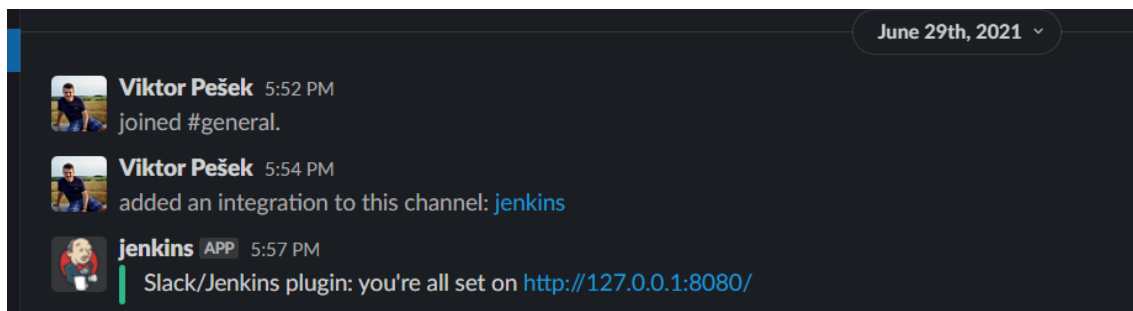 June 29th, 2021
Viktor Pešek 5:52 PM
joined #general.
Viktor Pešek 5:54 PM
added an integration to this channel: jenkins
jenkins APP 5:57 PM
Slack/Jenkins plugin: you're all set on http://127.0.0.1:8080/